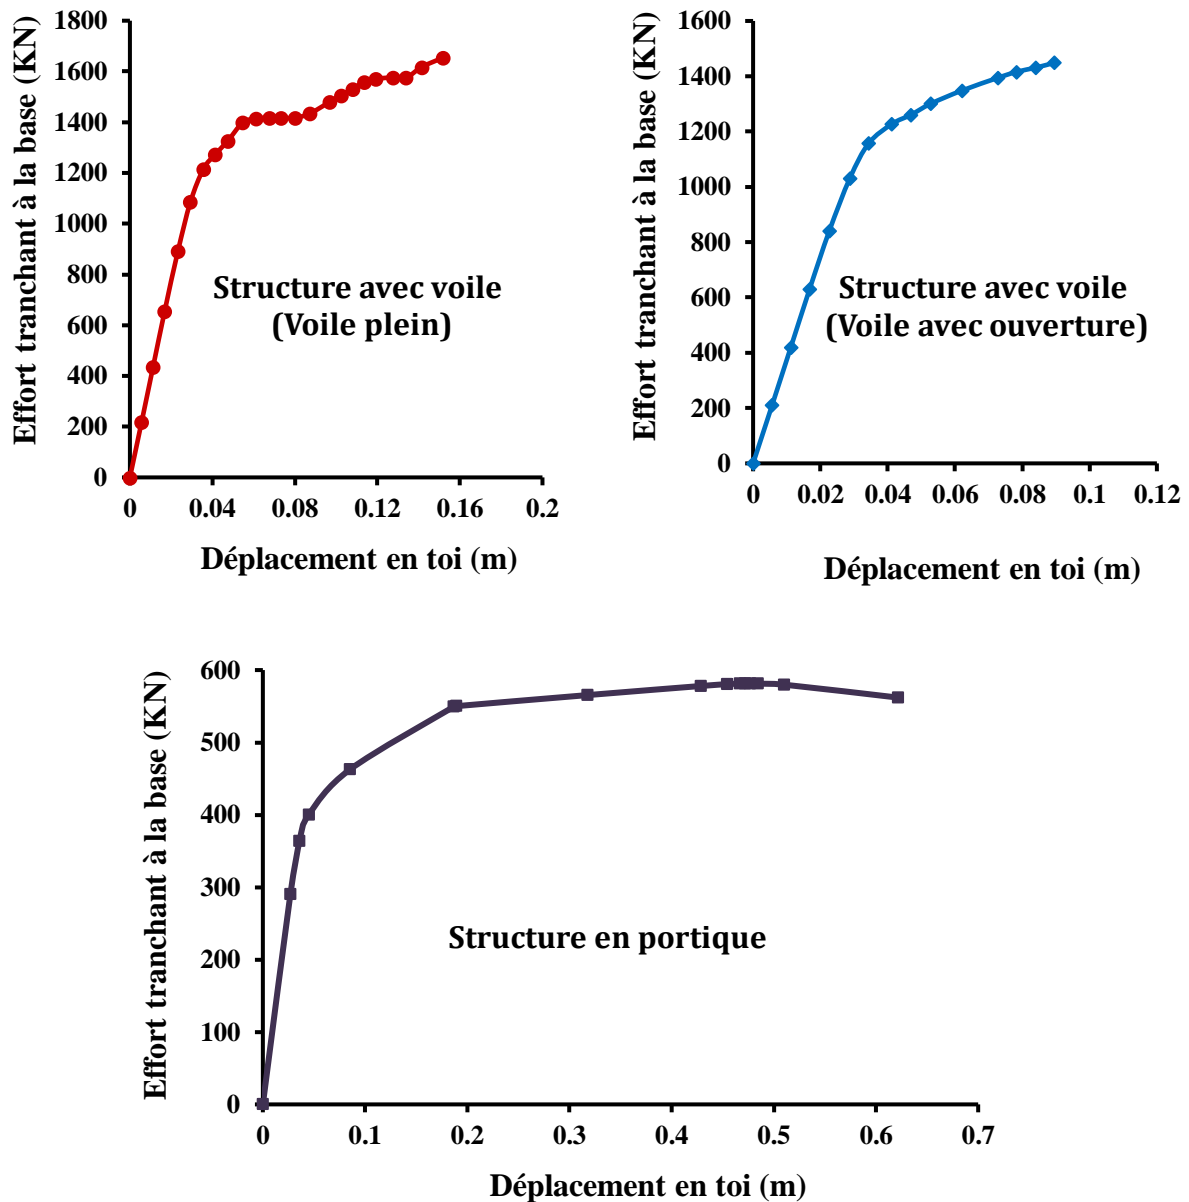 Effort tranchant à la base (KN)
1800
1600
1400
1200
1000
800
600
400
200
0
Structure avec voile
(Voile plein)
0 0.04 0.08 0.12 0.16 0.2
Déplacement en toi (m)
Effort tranchant à la base (KN)
1600
1400
1200
1000
800
600
400
200
0
Structure avec voile
(Voile avec ouverture)
0 0.02 0.04 0.06 0.08 0.1 0.12
Déplacement en toi (m)
Effort tranchant à la base (KN)
600
500
400
300
200
100
0
Structure en portique
0 0.1 0.2 0.3 0.4 0.5 0.6 0.7
Déplacement en toi (m)